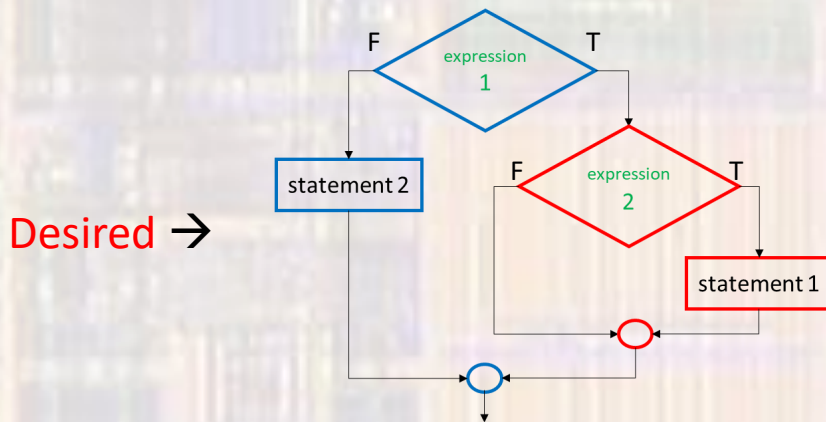 F
T
expression
1
F
T
expression
2
statement 2
Desired →
statement 1